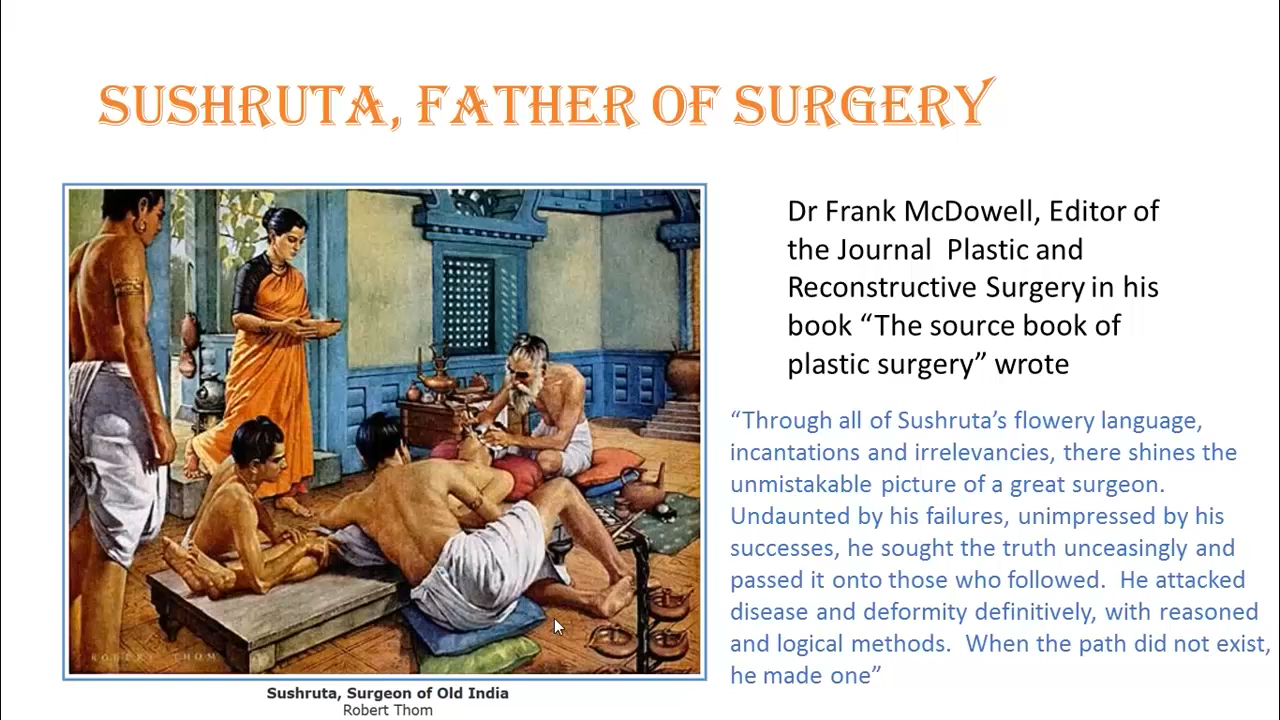 SUSHRUTA, FATHER OF SURGERY
Dr Frank McDowell, Editor of
the Journal  Plastic and
Reconstructive Surgery in his
book “The source book of
plastic surgery” wrote
“Through all of Sushruta’s flowery language,
incantations and irrelevancies, there shines the
unmistakable picture of a great surgeon.
Undaunted by his failures, unimpressed by his
successes, he sought the truth unceasingly and
passed it onto those who followed.  He attacked
disease and deformity definitively, with reasoned
and logical methods.  When the path did not exist,
he made one”
ROBERT THOM
Sushruta, Surgeon of Old India
Robert Thom